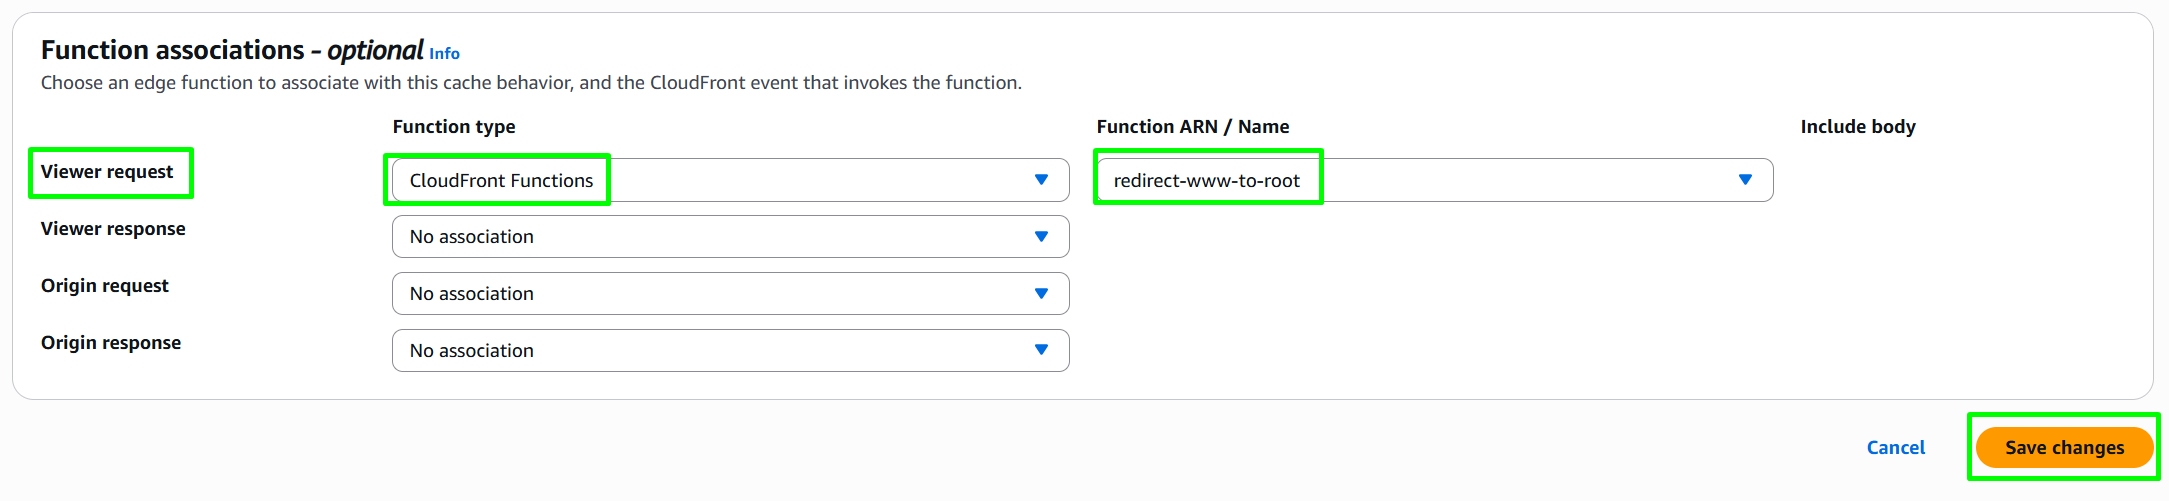 Function associations – optional Info
Choose an edge function to associate with this cache behavior, and the CloudFront event that invokes the function.
Function type Function ARN / Name Include body
Viewer request CloudFront Functions redirect-www-to-root
Viewer response No association
Origin request No association
Origin response No association
Cancel Save changes